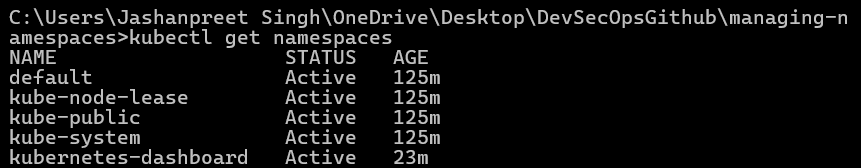 C:\Users\Jashanpreet Singh\OneDrive\Desktop\DevSecOpsGithub\managing-n
amespaces>kubectl get namespaces
NAME                   STATUS   AGE
default                Active   125m
kube-node-lease        Active   125m
kube-public            Active   125m
kube-system            Active   125m
kubernetes-dashboard   Active   23m